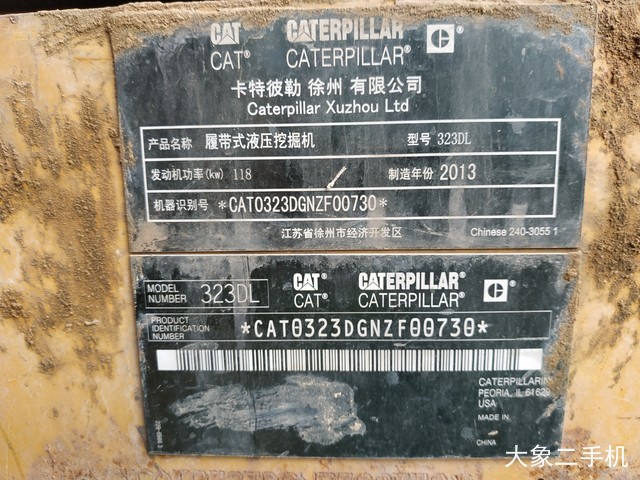 CAT CATERPILLAR C
CAT® CATERPILLAR®
卡特彼勒 徐州 有限公司
Caterpillar Xuzhou Ltd
产品名称 履带式液压挖掘机 型号 323DL
发动机功率(kw) 118 制造年份 2013
机器识别号 *CAT0323DGNZF00730*
江苏省徐州市经济开发区 Chinese 240-3055 1
MODEL NUMBER 323DL CAT CATERPILLAR C
CAT® CATERPILLAR®
PRODUCT IDENTIFICATION NUMBER *CAT0323DGNZF00730*
CATERPILLAR
PEORIA, IL 61629
USA
MADE IN
CHINA
大象二手机